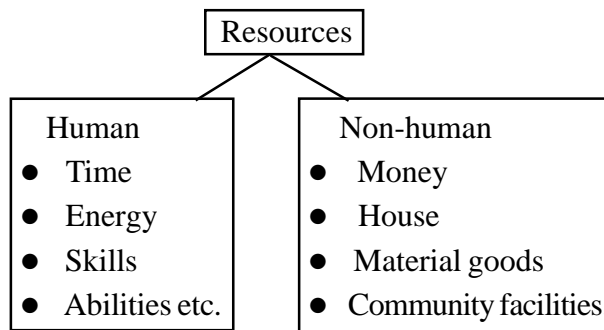 Resources
Human
● Time
● Energy
● Skills
● Abilities etc.
Non-human
● Money
● House
● Material goods
● Community facilities